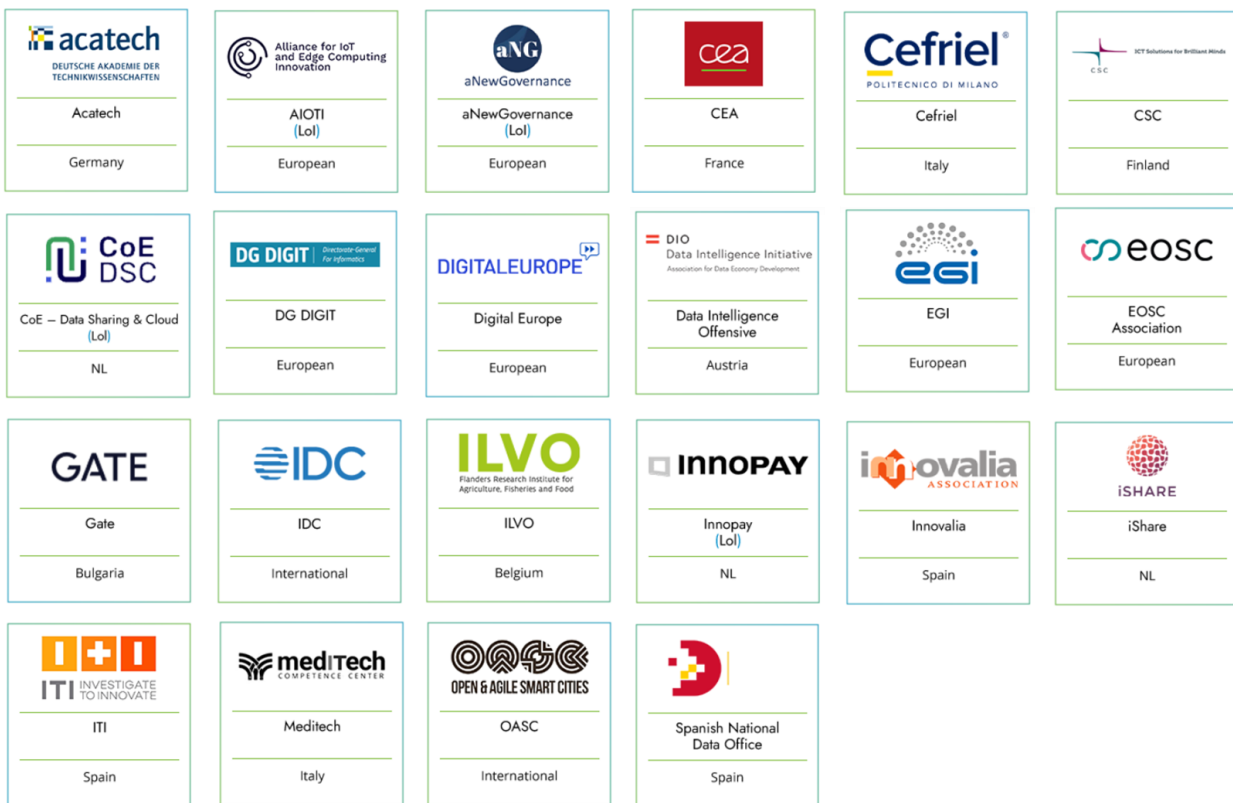 acatech
DEUTSCHE AKADEMIE DER
TECHNIKWISSENSCHAFTEN
Acatech
Germany
Alliance for IoT
and Edge Computing
Innovation
AIOTI
(LoI)
European
aNG
aNewGovernance
aNewGovernance
(LoI)
European
cea
CEA
France
Cefriel®
POLITECNICO DI MILANO
Cefriel
Italy
CSC
ICT Solutions for Brilliant Minds
CSC
Finland
CoE
DSC
CoE – Data Sharing & Cloud
(LoI)
NL
DG DIGIT
Directorate-General
For Informatics
DG DIGIT
European
DIGITALEUROPE
Digital Europe
European
DIO
Data Intelligence Initiative
Association for Data Economy Development
Data Intelligence
Offensive
Austria
eGi
EGI
European
eosc
EOSC
Association
European
GATE
Gate
Bulgaria
IDC
IDC
International
ILVO
Flanders Research Institute for
Agriculture, Fisheries and Food
ILVO
Belgium
INNOPAY
Innopay
(LoI)
NL
innovalia
ASSOCIATION
Innovalia
Spain
iSHARE
iShare
NL
ITI
INVESTIGATE
TO INNOVATE
ITI
Spain
medITech
COMPETENCE CENTER
Meditech
Italy
OASC
OPEN & AGILE SMART CITIES
OASC
International
Spanish National
Data Office
Spain